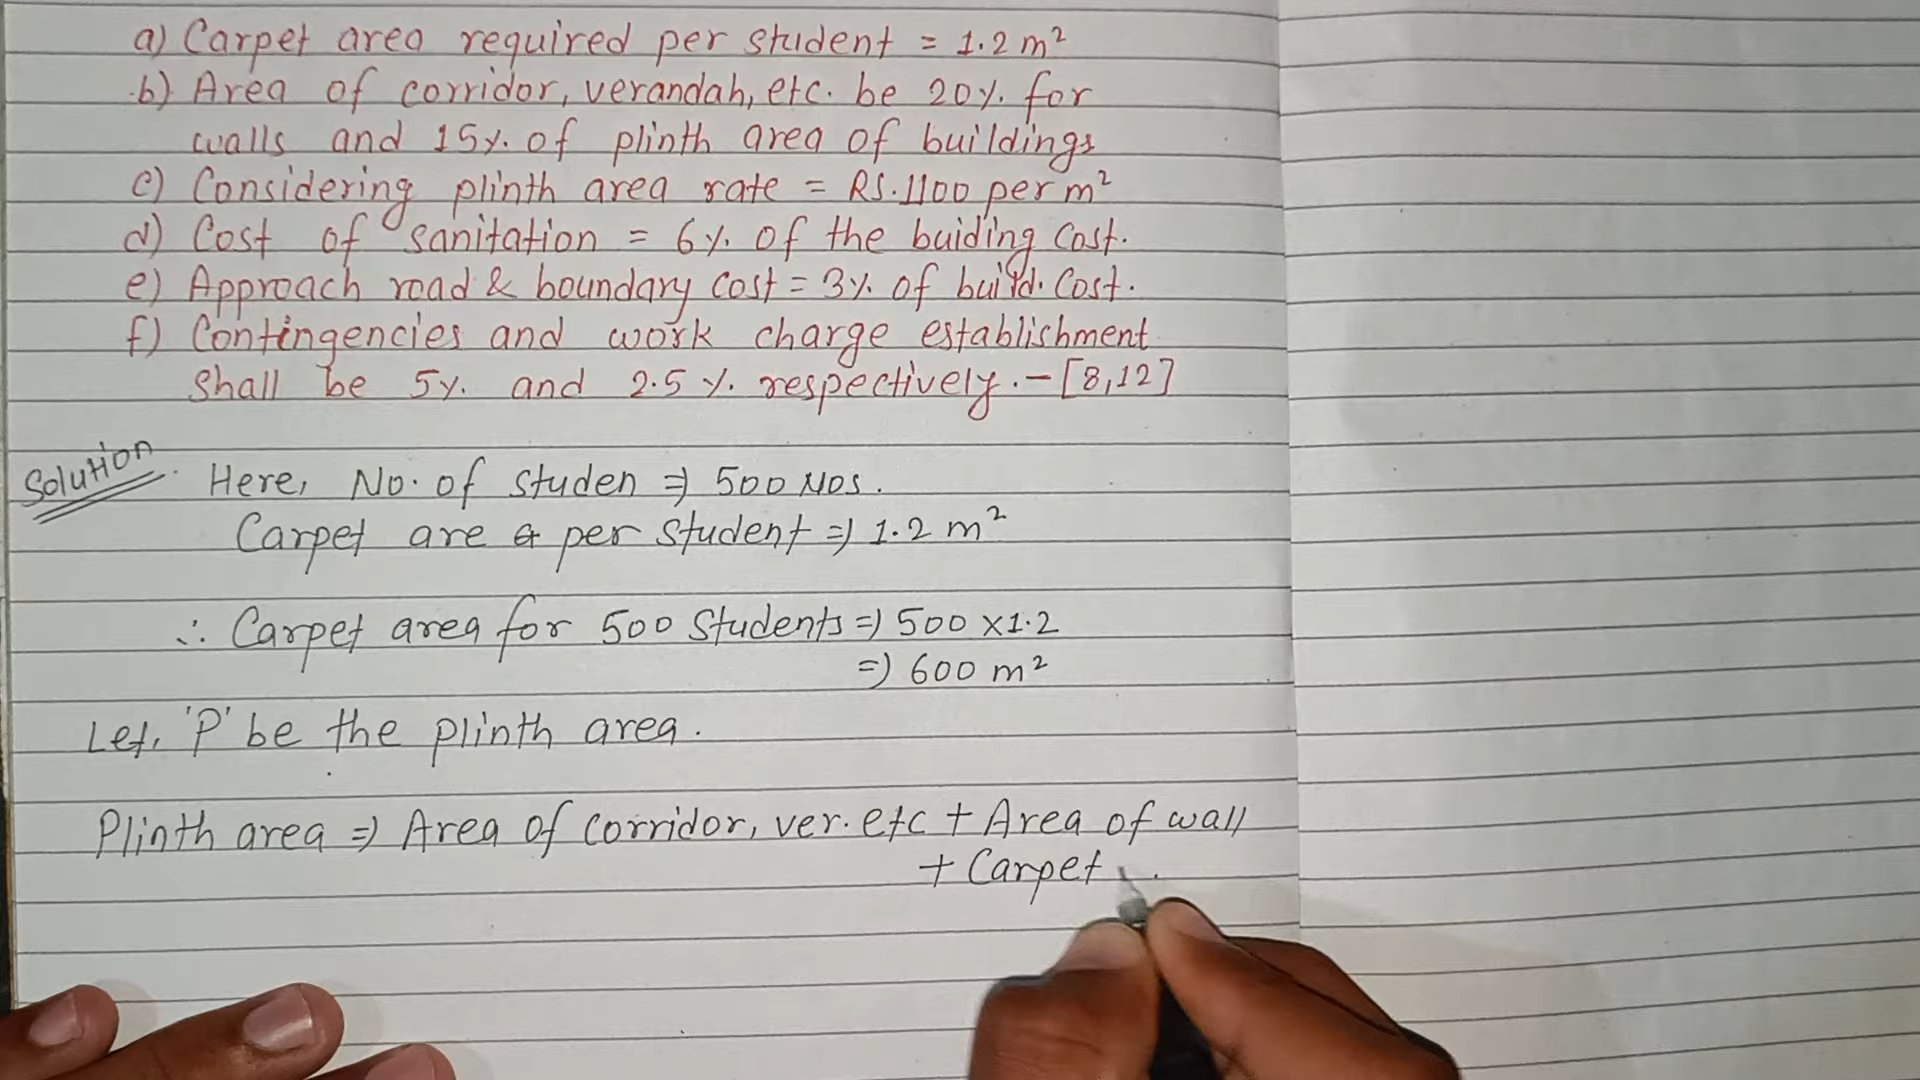 a) Carpet area required per student = 1.2 m²
b) Area of corridor, verandah, etc. be 20% for
walls and 15% of plinth area of buildings
c) Considering plinth area rate = RS. 1100 per m²
d) Cost of sanitation = 6% of the buiding cost.
e) Approach road & boundary cost = 3% of build. Cost.
f) Contingencies and work charge establishment
shall be 5% and 2.5% respectively. - [8,12]
Solution. Here, No. of studen => 500 Nos.
Carpet are a per student => 1.2 m²
∴ Carpet area for 500 Students => 500 x1.2
=> 600 m²
Let, 'P' be the plinth area.
Plinth area => Area of corridor, ver. etc + Area of wall
+ Carpet